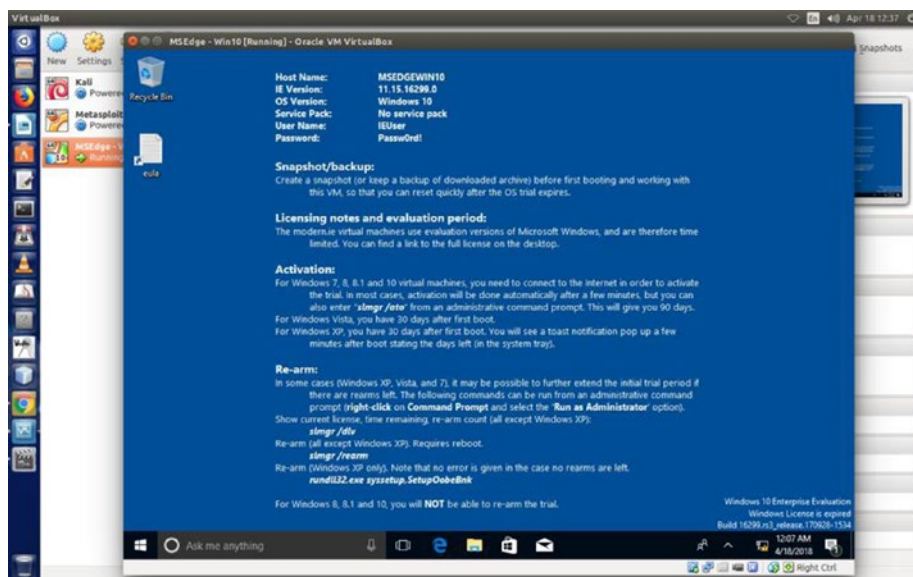 VirtualBox
En
Apr 18 12:37
New
Settings
Snapshots
Kali
Powere
Metasploit
Powere
MSEdge - W
Running
MSEdge - Win10 [Running] - Oracle VM VirtualBox
Recycle Bin
eula
Host Name: MSEDGEWIN10
IE Version: 11.15.16299.0
OS Version: Windows 10
Service Pack: No service pack
User Name: IEUser
Password: Passw0rd!
Snapshot/backup:
Create a snapshot (or keep a backup of downloaded archive) before first booting and working with
this VM, so that you can reset quickly after the OS trial expires.
Licensing notes and evaluation period:
The modern.ie virtual machines use evaluation versions of Microsoft Windows, and are therefore time
limited. You can find a link to the full license on the desktop.
Activation:
For Windows 7, 8, 8.1 and 10 virtual machines, you need to connect to the internet in order to activate
the trial. In most cases, activation will be done automatically after a few minutes, but you can
also enter "slmgr /ato" from an administrative command prompt. This will give you 90 days.
For Windows Vista, you have 30 days after first boot.
For Windows XP, you have 30 days after first boot. You will see a toast notification pop up a few
minutes after boot stating the days left (in the system tray).
Re-arm:
In some cases (Windows XP, Vista, and 7), it may be possible to further extend the initial trial period if
there are rearms left. The following commands can be run from an administrative command
prompt (right-click on Command Prompt and select the 'Run as Administrator' option).
Show current license, time remaining, re-arm count (all except Windows XP):
slmgr /dlv
Re-arm (all except Windows XP). Requires reboot.
slmgr /rearm
Re-arm (Windows XP only). Note that no error is given in the case no rearms are left.
rundll32.exe syssetup,SetupOobeBnk
For Windows 8, 8.1 and 10, you will NOT be able to re-arm the trial.
Windows 10 Enterprise Evaluation
Windows License is expired
Build 16299.rs3_release.170928-1534
Ask me anything
12:07 AM
4/18/2018
Right Ctrl